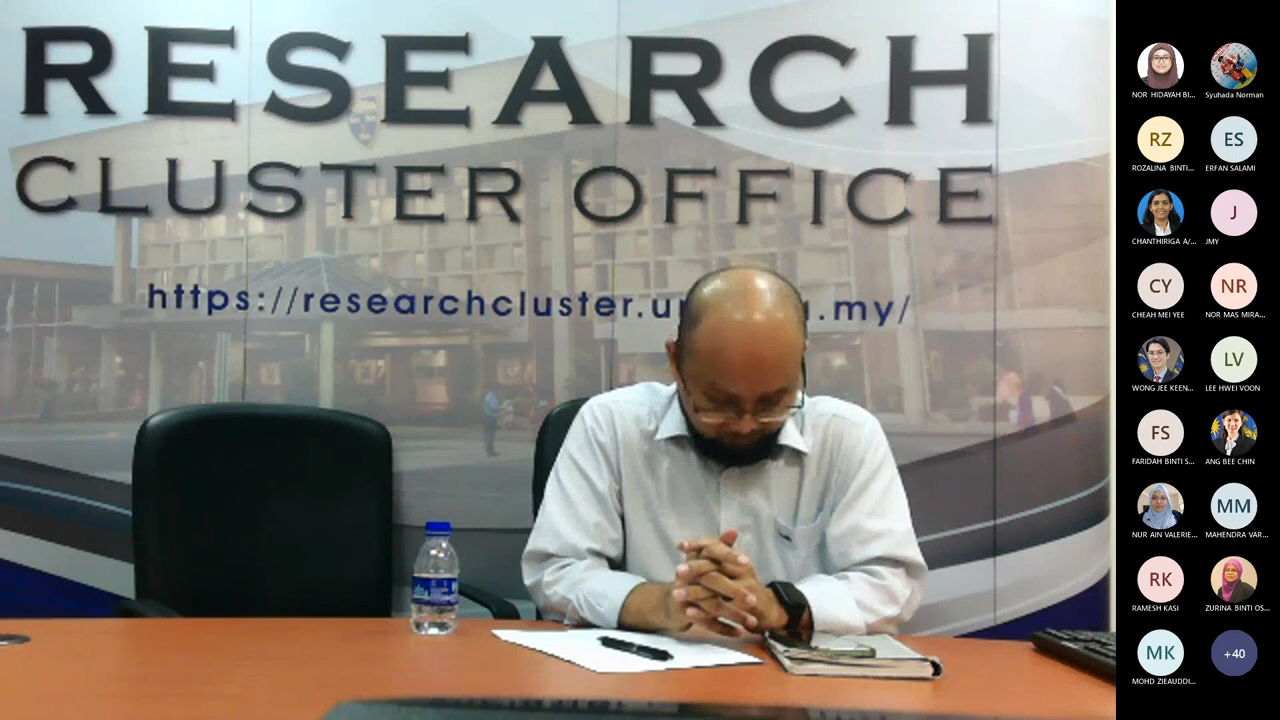 RESEARCH
CLUSTER OFFICE
https://researchcluster.u .my/
NOR HIDAYAH BI...
Syuhada Norman
RZ
ES
ROZALINA BINTI...
ERFAN SALAMI
J
CHANTHIRIGA A/...
JMY
CY
NR
CHEAH MEI YEE
NOR MAS MIRA...
LV
WONG JEE KEEN...
LEE HWEI VOON
FS
FARIDAH BINTI S...
ANG BEE CHIN
MM
NUR AIN VALERIE...
MAHENDRA VAR...
RK
RAMESH KASI
ZURINA BINTI OS...
MK
+40
MOHD ZIEAUDDI...